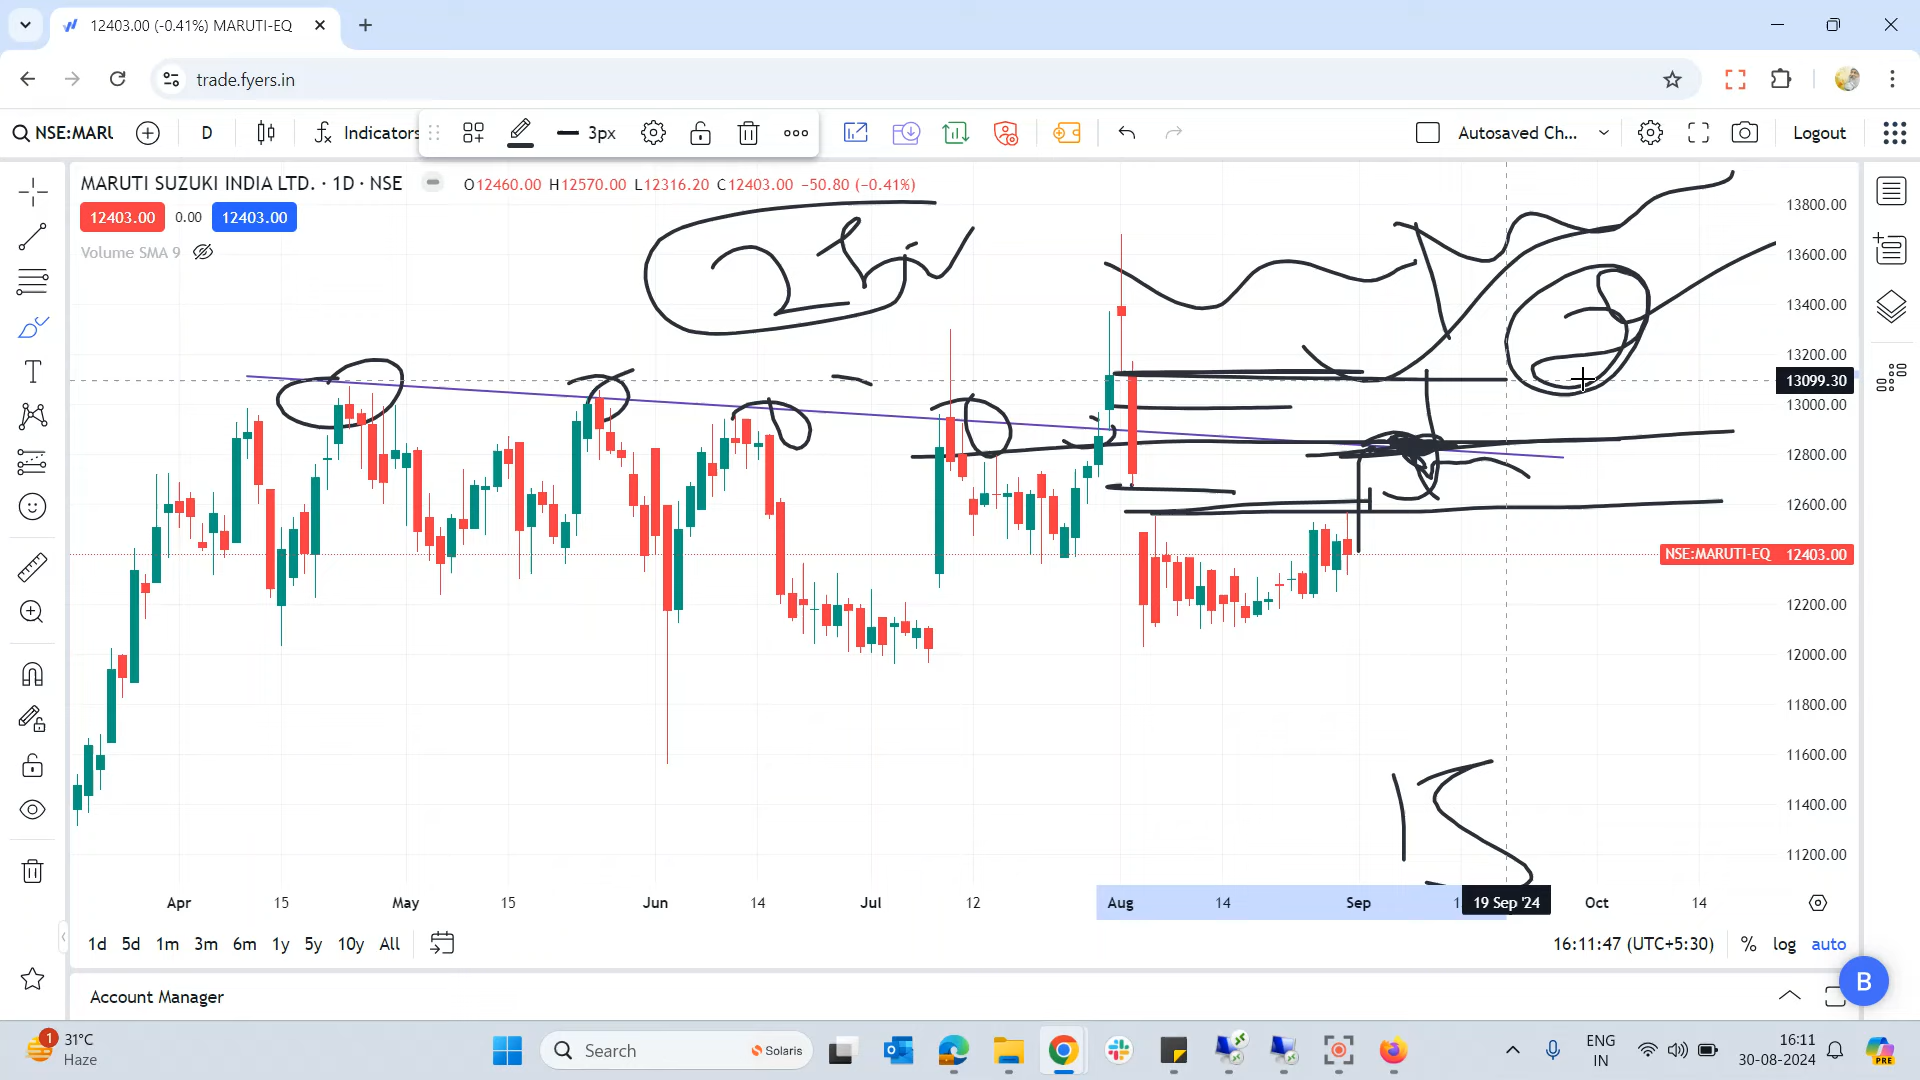 12403.00 (-0.41%) MARUTI-EQ
trade.fyers.in
NSE:MARU
D
Indicators
3px
Autosaved Ch...
Logout
MARUTI SUZUKI INDIA LTD. · 1D · NSE
O12460.00 H12570.00 L12316.20 C12403.00 −50.80 (−0.41%)
12403.00 0.00 12403.00
Volume SMA 9
13800.00
13600.00
13400.00
13200.00
13099.30
13000.00
12800.00
12600.00
NSE:MARUTI-EQ 12403.00
12200.00
12000.00
11800.00
11600.00
11400.00
11200.00
2
15
Apr 15 May 15 Jun 14 Jul 12 Aug 14 Sep 19 Sep '24 Oct 14
1d 5d 1m 3m 6m 1y 5y 10y All
16:11:47 (UTC+5:30) % log auto
Account Manager
B
1
31°C
Haze
Search
Solaris
ENG
IN
16:11
30-08-2024
PRE